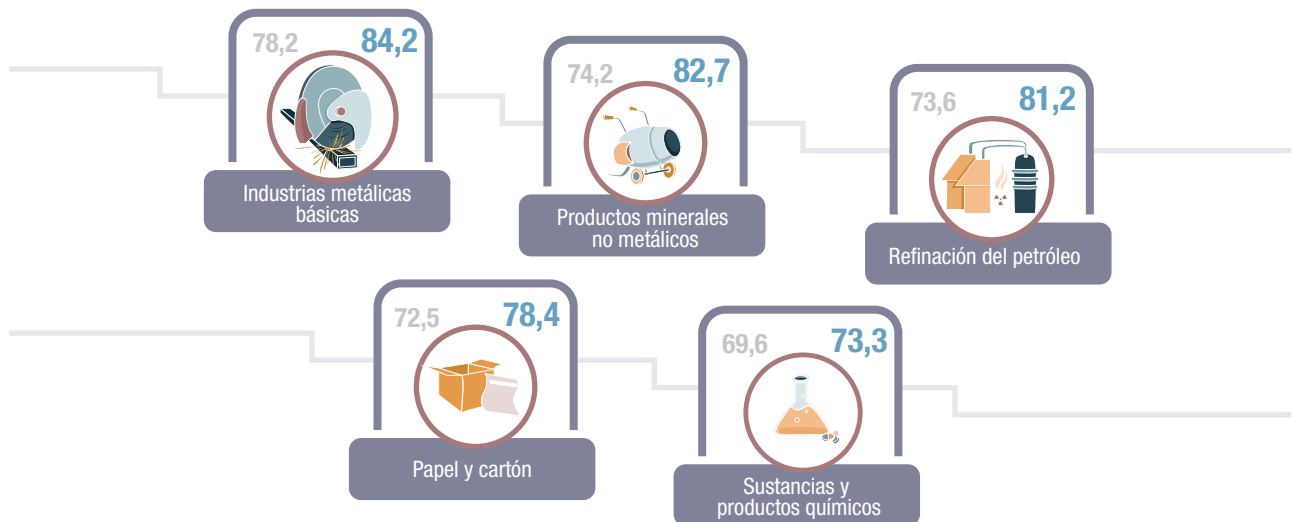 78,2 84,2
Industrias metálicas
básicas
74,2 82,7
Productos minerales
no metálicos
73,6 81,2
Refinación del petróleo
72,5 78,4
Papel y cartón
69,6 73,3
Sustancias y
productos químicos